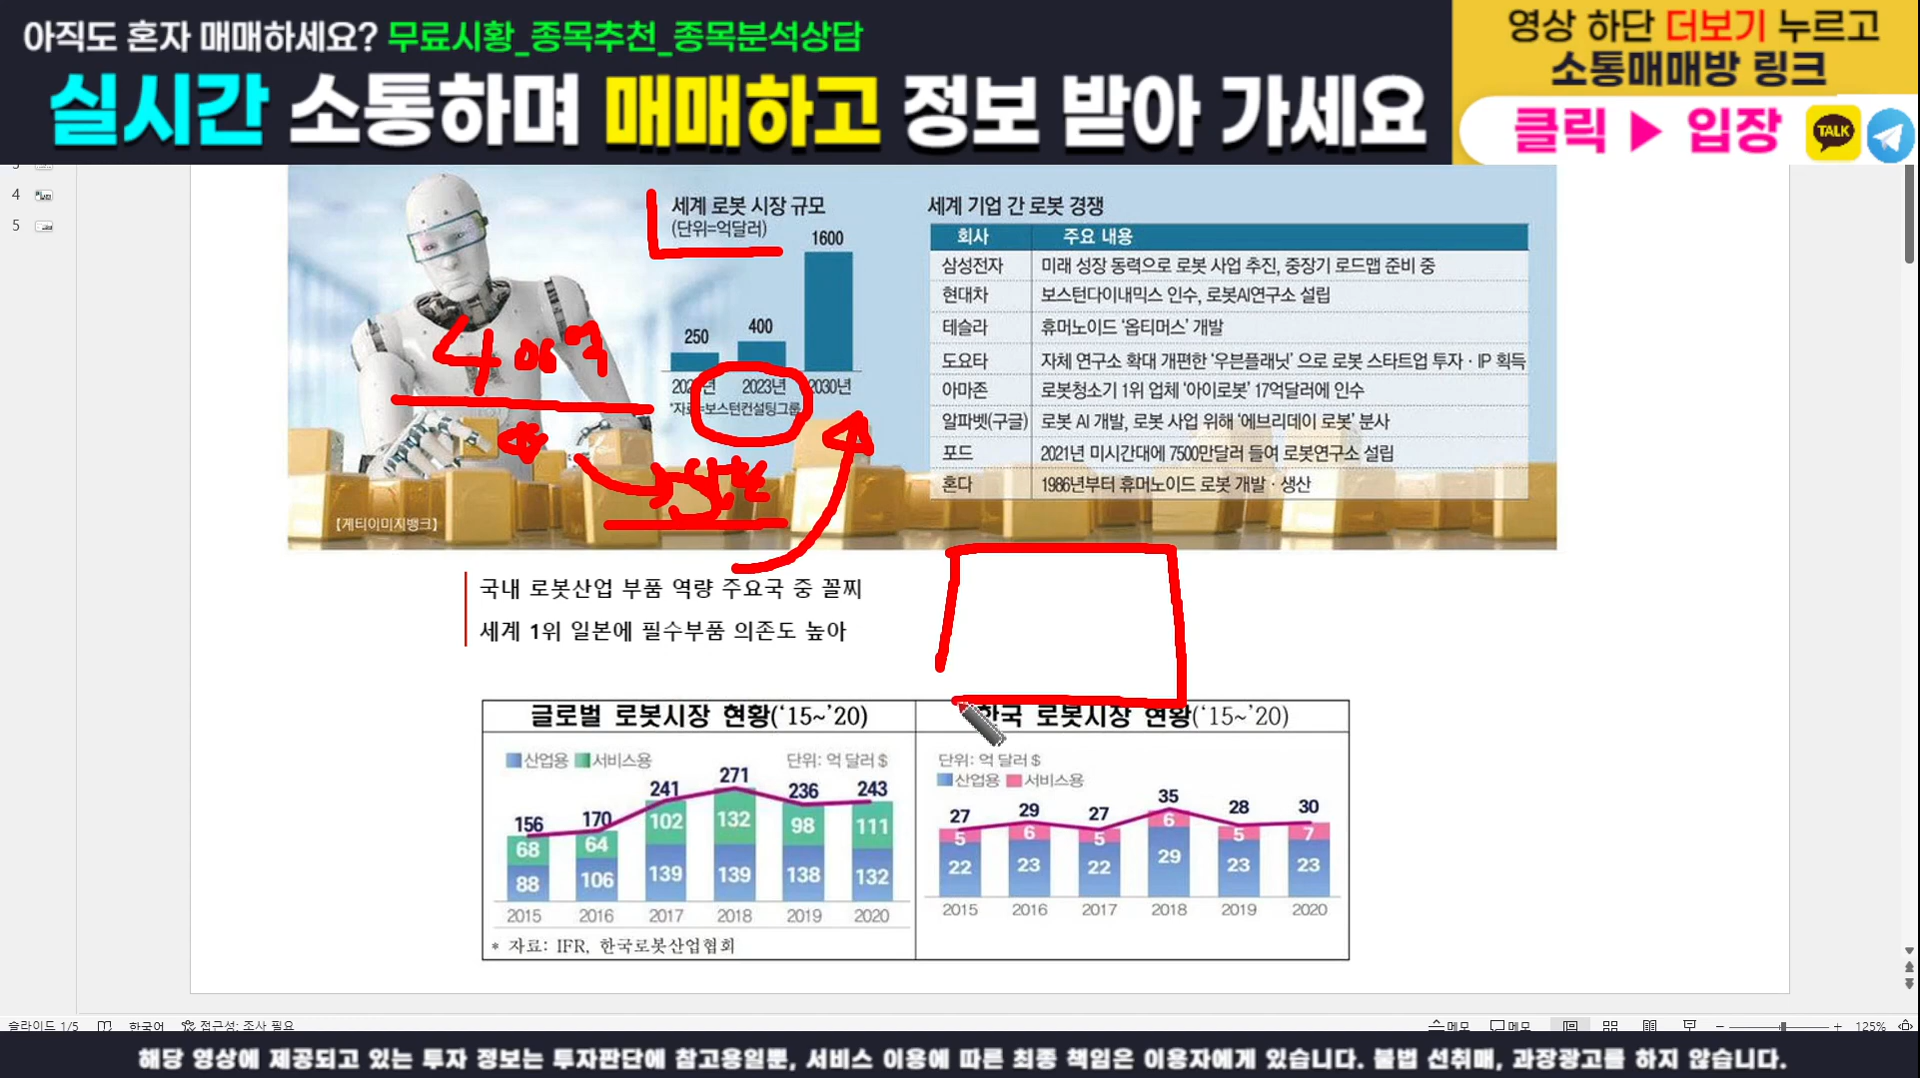 아직도 혼자 매매하세요? 무료시황_종목추천_종목분석상담
실시간 소통하며 매매하고 정보 받아 가세요
영상 하단 더보기 누르고
소통매매방 링크
클릭 ▶ 입장
TALK
4
5
세계 로봇 시장 규모
(단위=억달러)
250
400
1600
2023년
2030년
보스턴컨설팅그룹
【게티이미지뱅크】
세계 기업 간 로봇 경쟁
회사 주요 내용
삼성전자 미래 성장 동력으로 로봇 사업 추진, 중장기 로드맵 준비 중
현대차 보스턴다이내믹스 인수, 로봇AI연구소 설립
테슬라 휴머노이드 ‘옵티머스’ 개발
도요타 자체 연구소 확대 개편한 ‘우븐플래닛’ 으로 로봇 스타트업 투자 · IP 획득
아마존 로봇청소기 1위 업체 ‘아이로봇’ 17억달러에 인수
알파벳(구글) 로봇 AI 개발, 로봇 사업 위해 ‘에브리데이 로봇’ 분사
포드 2021년 미시간대에 7500만달러 들여 로봇연구소 설립
혼다 1986년부터 휴머노이드 로봇 개발 · 생산
국내 로봇산업 부품 역량 주요국 중 꼴찌
세계 1위 일본에 필수부품 의존도 높아
글로벌 로봇시장 현황(‘15~’20)
산업용 서비스용 단위: 억 달러 $
156 170 241 271 236 243
68 64 102 132 98 111
88 106 139 139 138 132
2015 2016 2017 2018 2019 2020
* 자료: IFR, 한국로봇산업협회
한국 로봇시장 현황(‘15~’20)
단위: 억 달러 $
산업용 서비스용
27 29 27 35 28 30
5 6 5 6 5 7
22 23 22 29 23 23
2015 2016 2017 2018 2019 2020
슬라이드 1/5 한국어 접근성: 조사 필요
메모 메모 125%
해당 영상에 제공되고 있는 투자 정보는 투자판단에 참고용일뿐, 서비스 이용에 따른 최종 책임은 이용자에게 있습니다. 불법 선취매, 과장광고를 하지 않습니다.